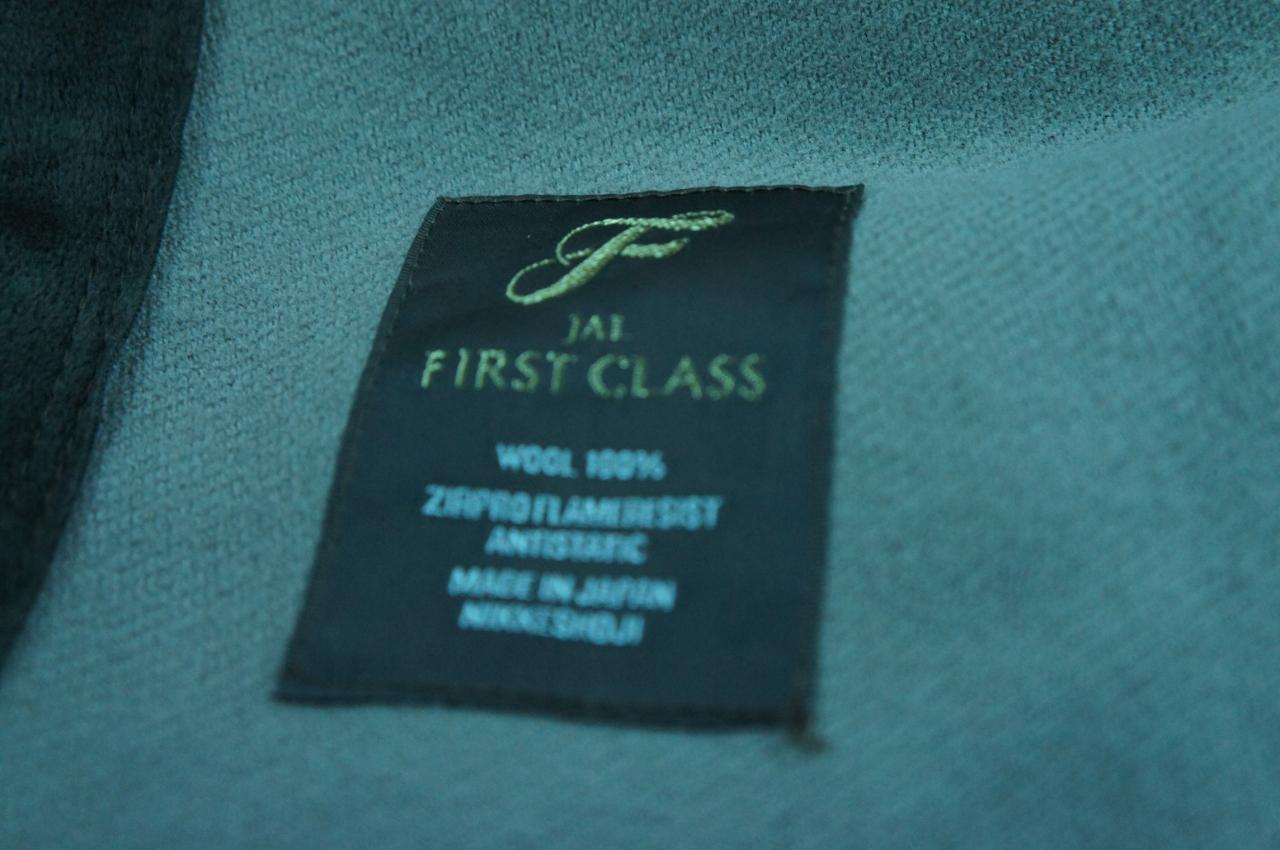 F
JAL
FIRST CLASS
WOOL 100%
ZIRPRO FLAMERESIST
ANTISTATIC
MADE IN JAPAN
NIKKESHOJI